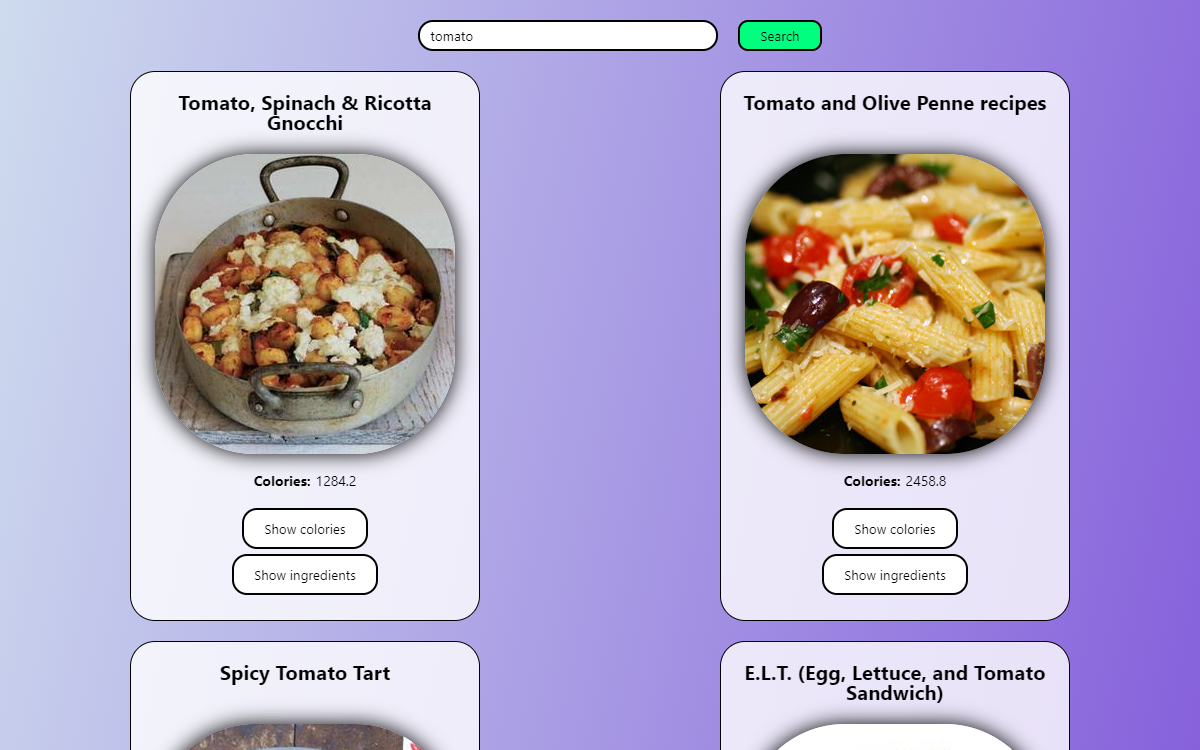 tomato
Search
Tomato, Spinach & Ricotta
Gnocchi
Colories: 1284.2
Show colories
Show ingredients
Tomato and Olive Penne recipes
Colories: 2458.8
Show colories
Show ingredients
Spicy Tomato Tart
E.L.T. (Egg, Lettuce, and Tomato
Sandwich)